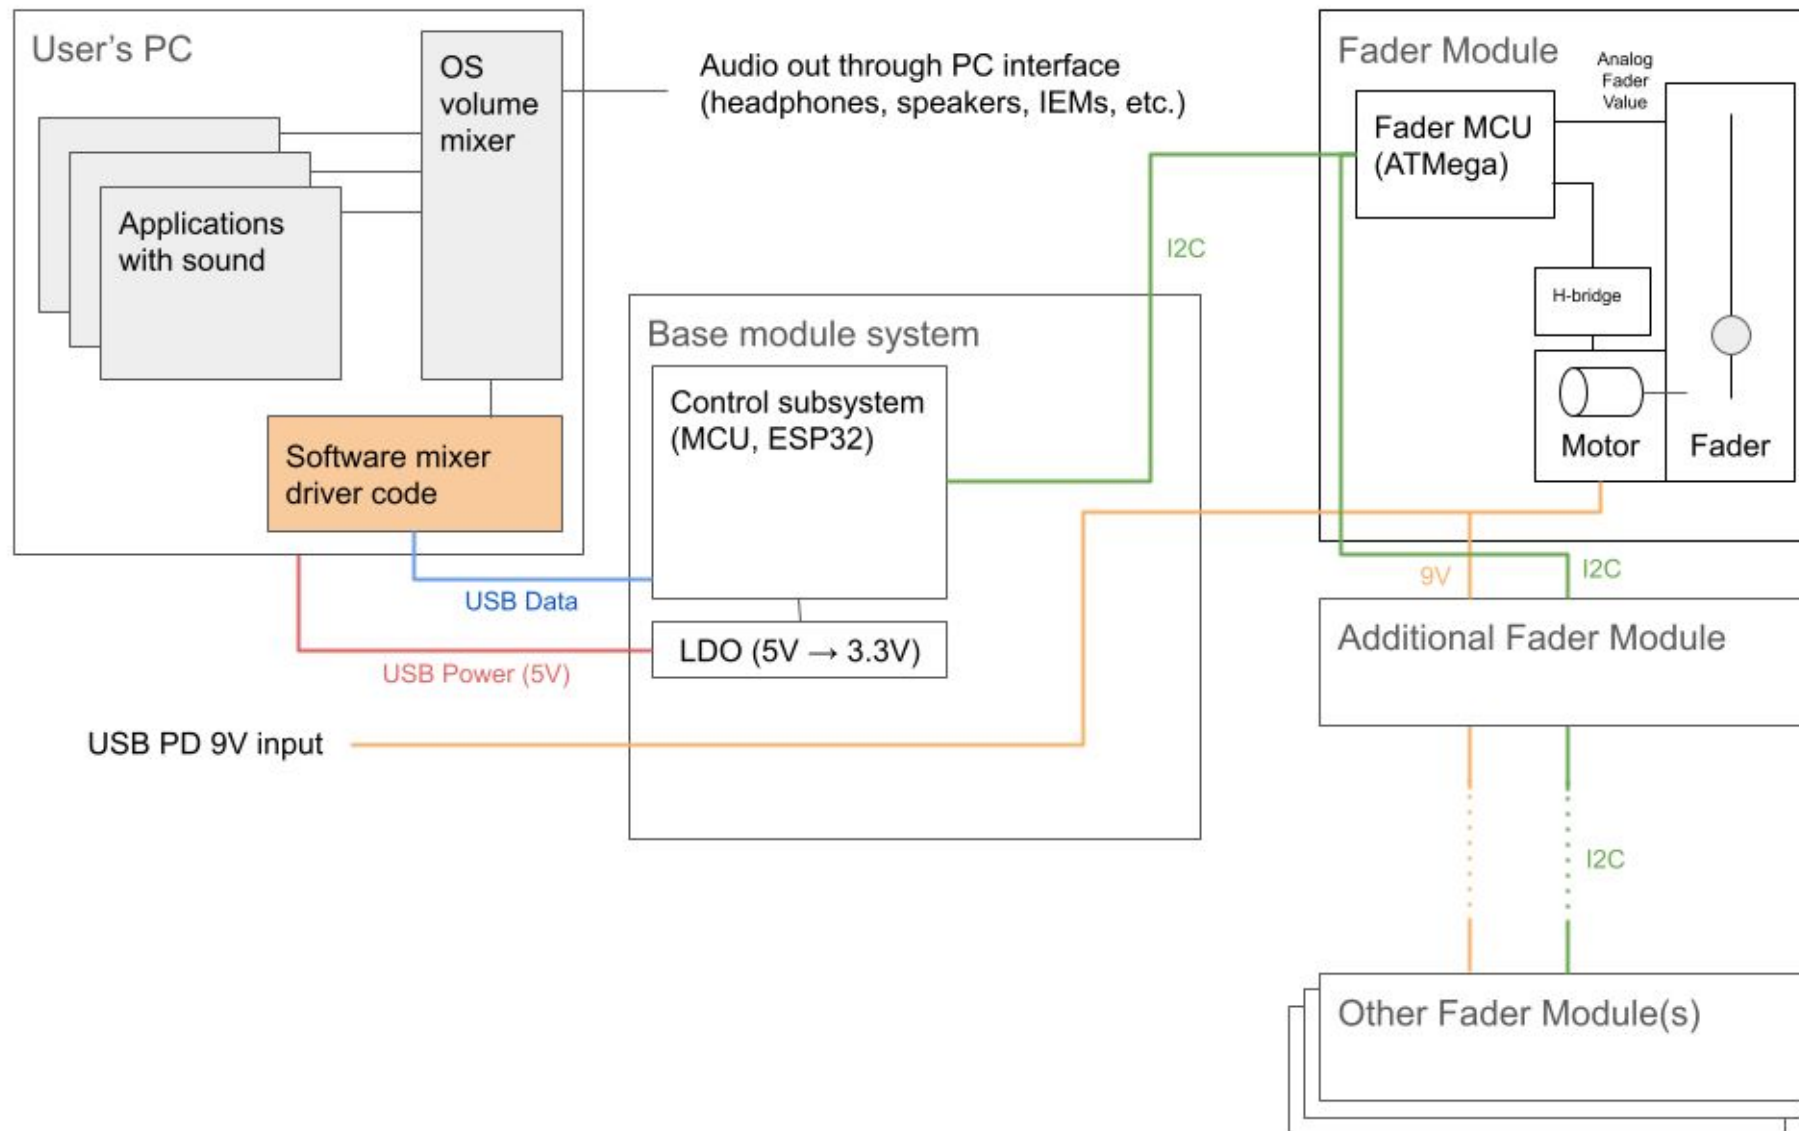 User’s PC
OS
volume
mixer
Applications
with sound
Software mixer
driver code
Audio out through PC interface
(headphones, speakers, IEMs, etc.)
USB Data
USB Power (5V)
USB PD 9V input
Base module system
Control subsystem
(MCU, ESP32)
LDO (5V → 3.3V)
I2C
Fader Module
Analog
Fader
Value
Fader MCU
(ATMega)
H-bridge
Motor
Fader
9V
I2C
Additional Fader Module
I2C
Other Fader Module(s)